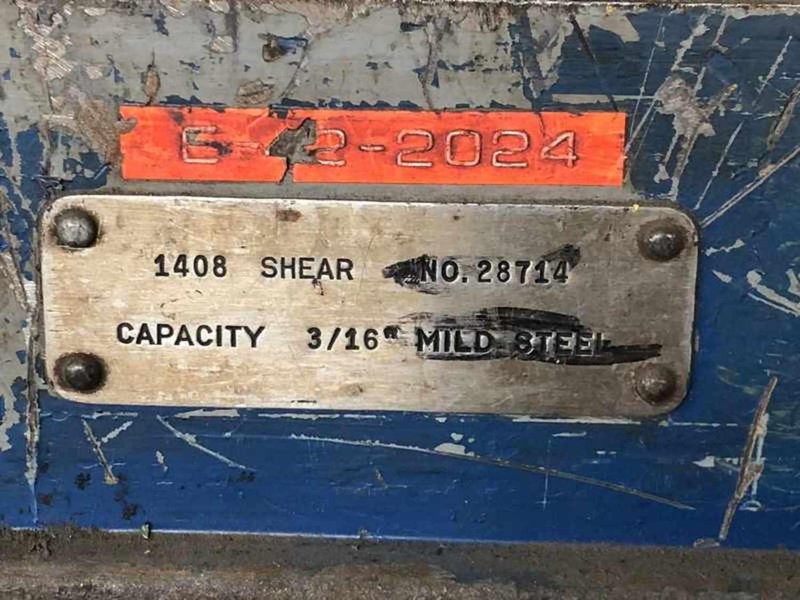 1408 SHEAR NO. 28714
CAPACITY 3/16" MILD STEEL